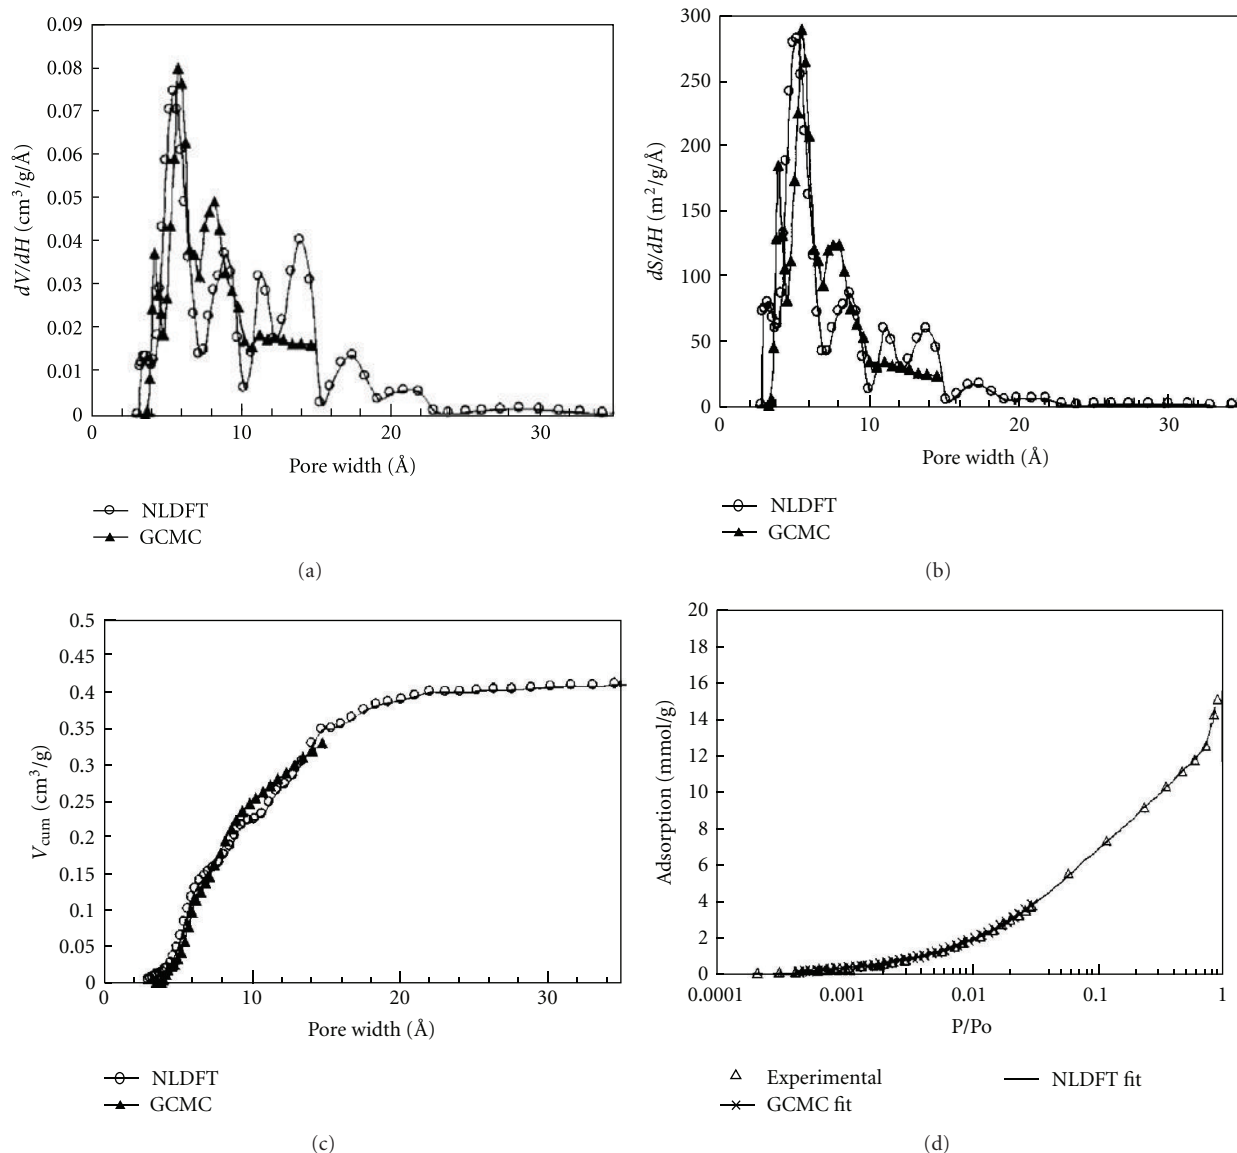 0.09
0.08
0.07
0.06
0.05
0.04
0.03
0.02
0.01
0
dV/dH (cm³/g/Å)
0 10 20 30
Pore width (Å)
NLDFT
GCMC
(a)
300
250
200
150
100
50
0
dS/dH (m²/g/Å)
0 10 20 30
Pore width (Å)
NLDFT
GCMC
(b)
0.5
0.45
0.4
0.35
0.3
0.25
0.2
0.15
0.1
0.05
0
Vcum (cm³/g)
0 10 20 30
Pore width (Å)
NLDFT
GCMC
(c)
20
18
16
14
12
10
8
6
4
2
0
Adsorption (mmol/g)
0.0001 0.001 0.01 0.1 1
P/Po
Experimental NLDFT fit
GCMC fit
(d)